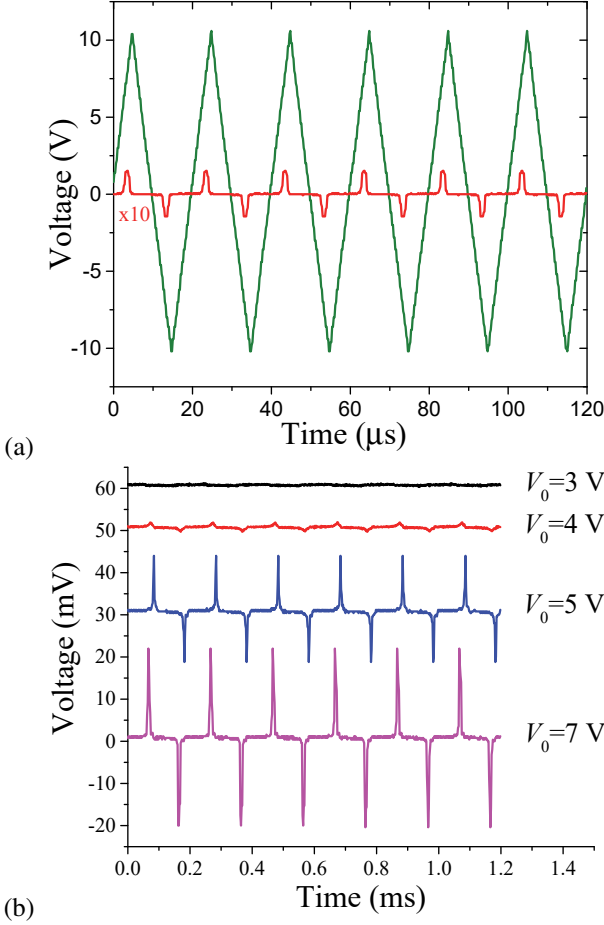 10
5
0
-5
-10
Voltage (V)
x10
0 20 40 60 80 100 120
Time (μs)
(a)
60
50
40
30
20
10
0
-10
-20
Voltage (mV)
V0=3 V
V0=4 V
V0=5 V
V0=7 V
0.0 0.2 0.4 0.6 0.8 1.0 1.2 1.4
Time (ms)
(b)